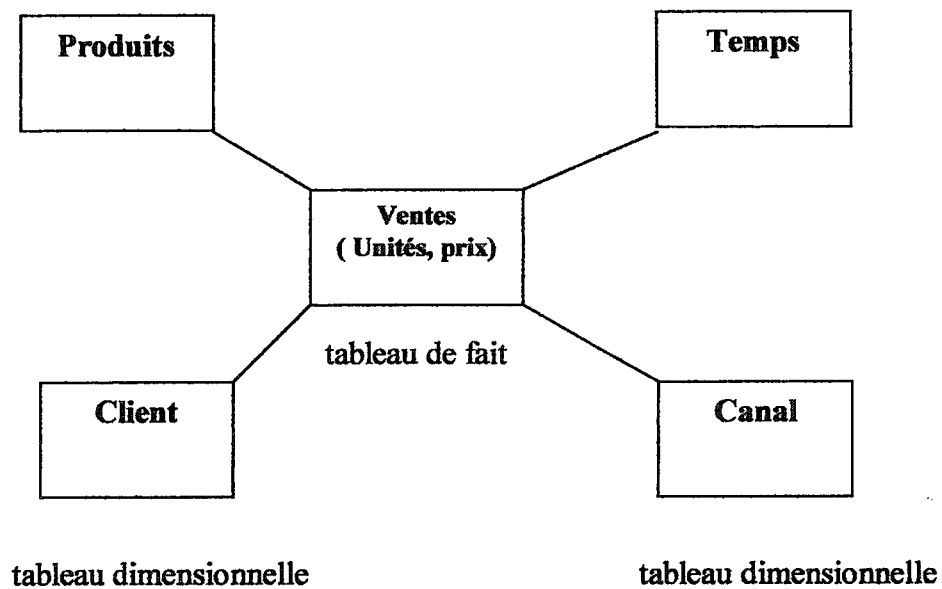 Produits
Temps
Ventes
( Unités, prix)
tableau de fait
Client
Canal
tableau dimensionnelle
tableau dimensionnelle